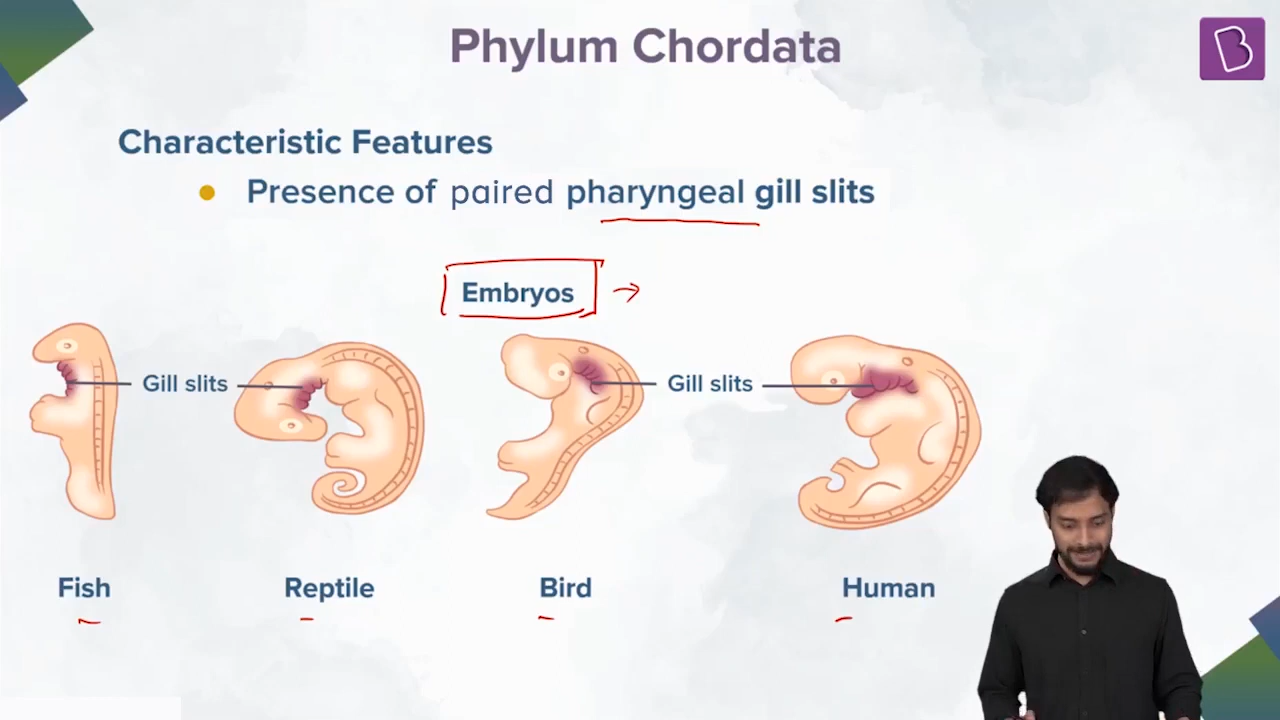 Phylum Chordata
Characteristic Features
Presence of paired pharyngeal gill slits
Embryos
Gill slits
Gill slits
Fish
Reptile
Bird
Human